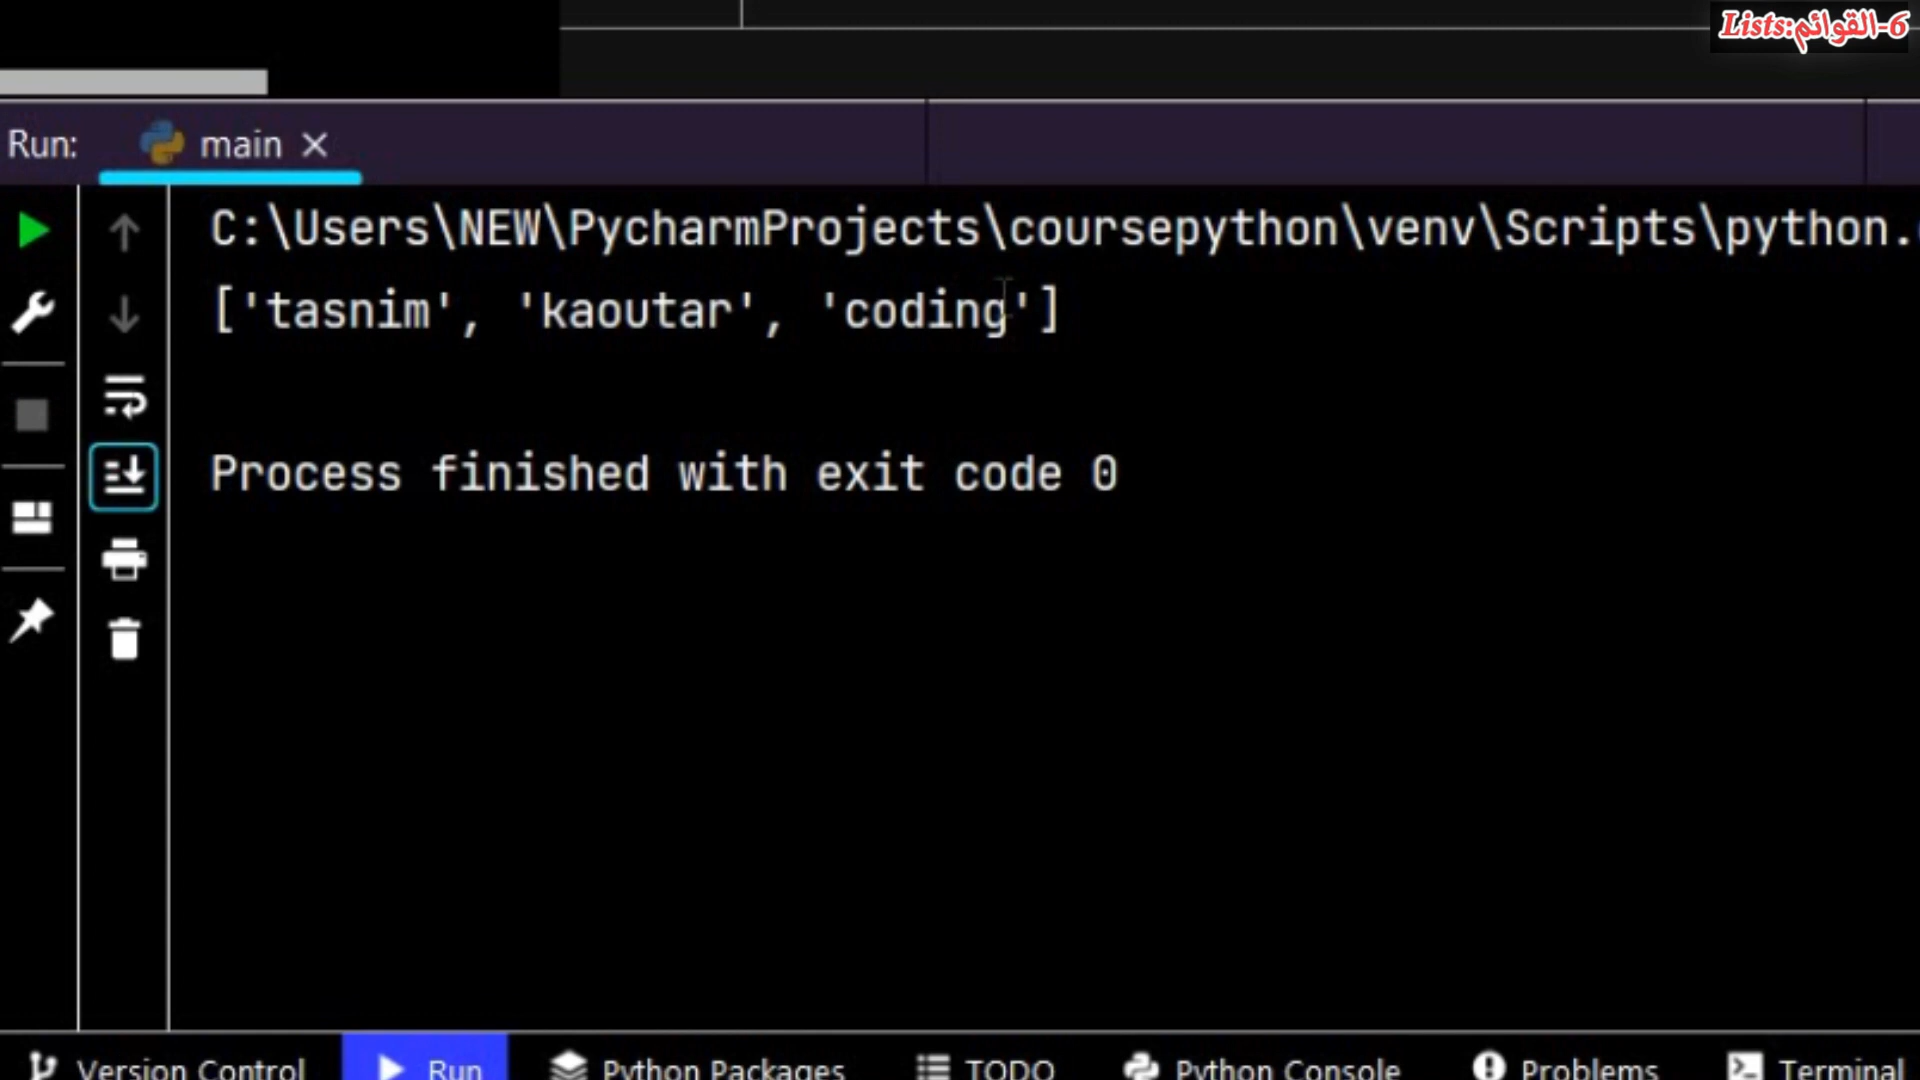 6-القوائم:Lists
Run: main
C:\Users\NEW\PycharmProjects\coursepython\venv\Scripts\python.
['tasnim', 'kaoutar', 'coding']
Process finished with exit code 0
Version Control Run Python Packages TODO Python Console Problems Terminal